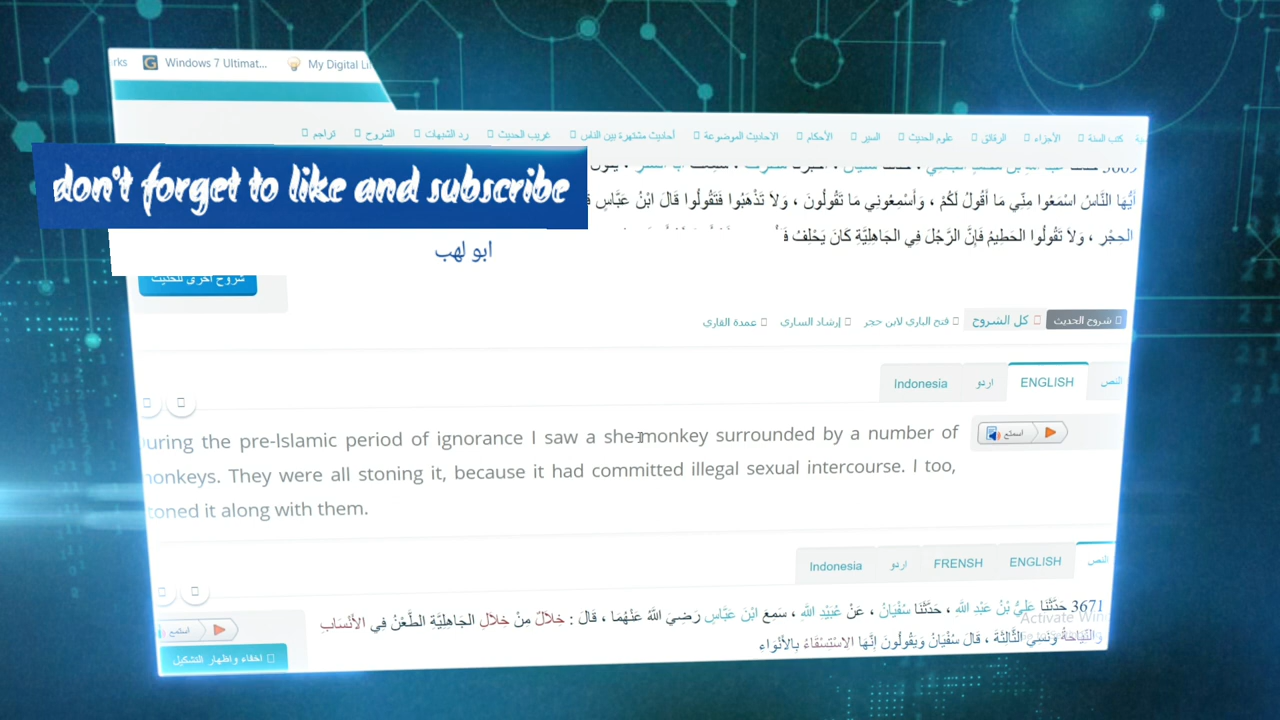 rks Windows 7 Ultimat... My Digital Li
كتب السنة الأجزاء الرقائق علوم الحديث السير الأحكام الاحاديث الموضوعة أحاديث مشتهرة بين الناس غريب الحديث رد الشبهات الشروح تراجم
don't forget to like and subscribe
أَيُّهَا النَّاسُ اسْمَعُوا مِنِّي مَا أَقُولُ لَكُمْ ، وَأَسْمِعُونِي مَا تَقُولُونَ ، وَلاَ تَذْهَبُوا فَتَقُولُوا قَالَ ابْنُ عَبَّاسٍ
الحِجْرِ ، وَلاَ تَقُولُوا الحَطِيمُ فَإِنَّ الرَّجُلَ فِي الجَاهِلِيَّةِ كَانَ يَحْلِفُ
ابو لهب
شروح أخرى للحديث
شروح الحديث كل الشروح فتح الباري لابن حجر إرشاد الساري عمدة القاري
النص ENGLISH اردو Indonesia
uring the pre-Islamic period of ignorance I saw a she-monkey surrounded by a number of
onkeys. They were all stoning it, because it had committed illegal sexual intercourse. I too,
toned it along with them.
استمع
النص ENGLISH FRENSH اردو Indonesia
3671 حَدَّثَنَا عَلِيُّ بْنُ عَبْدِ اللَّهِ ، حَدَّثَنَا سُفْيَانُ ، عَنْ عُبَيْدِ اللَّهِ ، سَمِعَ ابْنَ عَبَّاسٍ رَضِيَ اللَّهُ عَنْهُمَا ، قَالَ : خِلاَلٌ مِنْ خِلاَلِ الجَاهِلِيَّةِ الطَّعْنُ فِي الأَنْسَابِ
وَالنِّيَاحَةُ وَنَسِيَ الثَّالِثَةَ ، قَالَ سُفْيَانُ وَيَقُولُونَ إِنَّهَا الاِسْتِسْقَاءُ بِالأَنْوَاءِ
استمع
اخفاء واظهار التشكيل
Activate Win